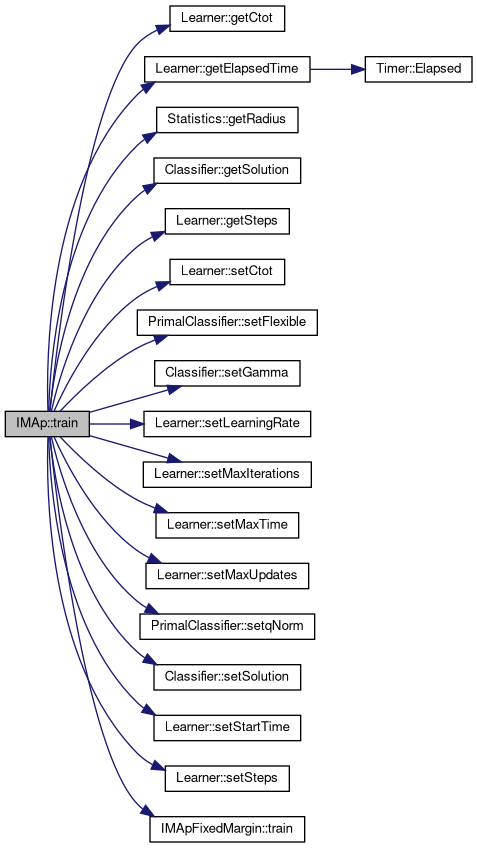 Learner::getCtot
Learner::getElapsedTime
Timer::Elapsed
Statistics::getRadius
Classifier::getSolution
Learner::getSteps
Learner::setCtot
PrimalClassifier::setFlexible
Classifier::setGamma
IMAp::train
Learner::setLearningRate
Learner::setMaxIterations
Learner::setMaxTime
Learner::setMaxUpdates
PrimalClassifier::setqNorm
Classifier::setSolution
Learner::setStartTime
Learner::setSteps
IMApFixedMargin::train